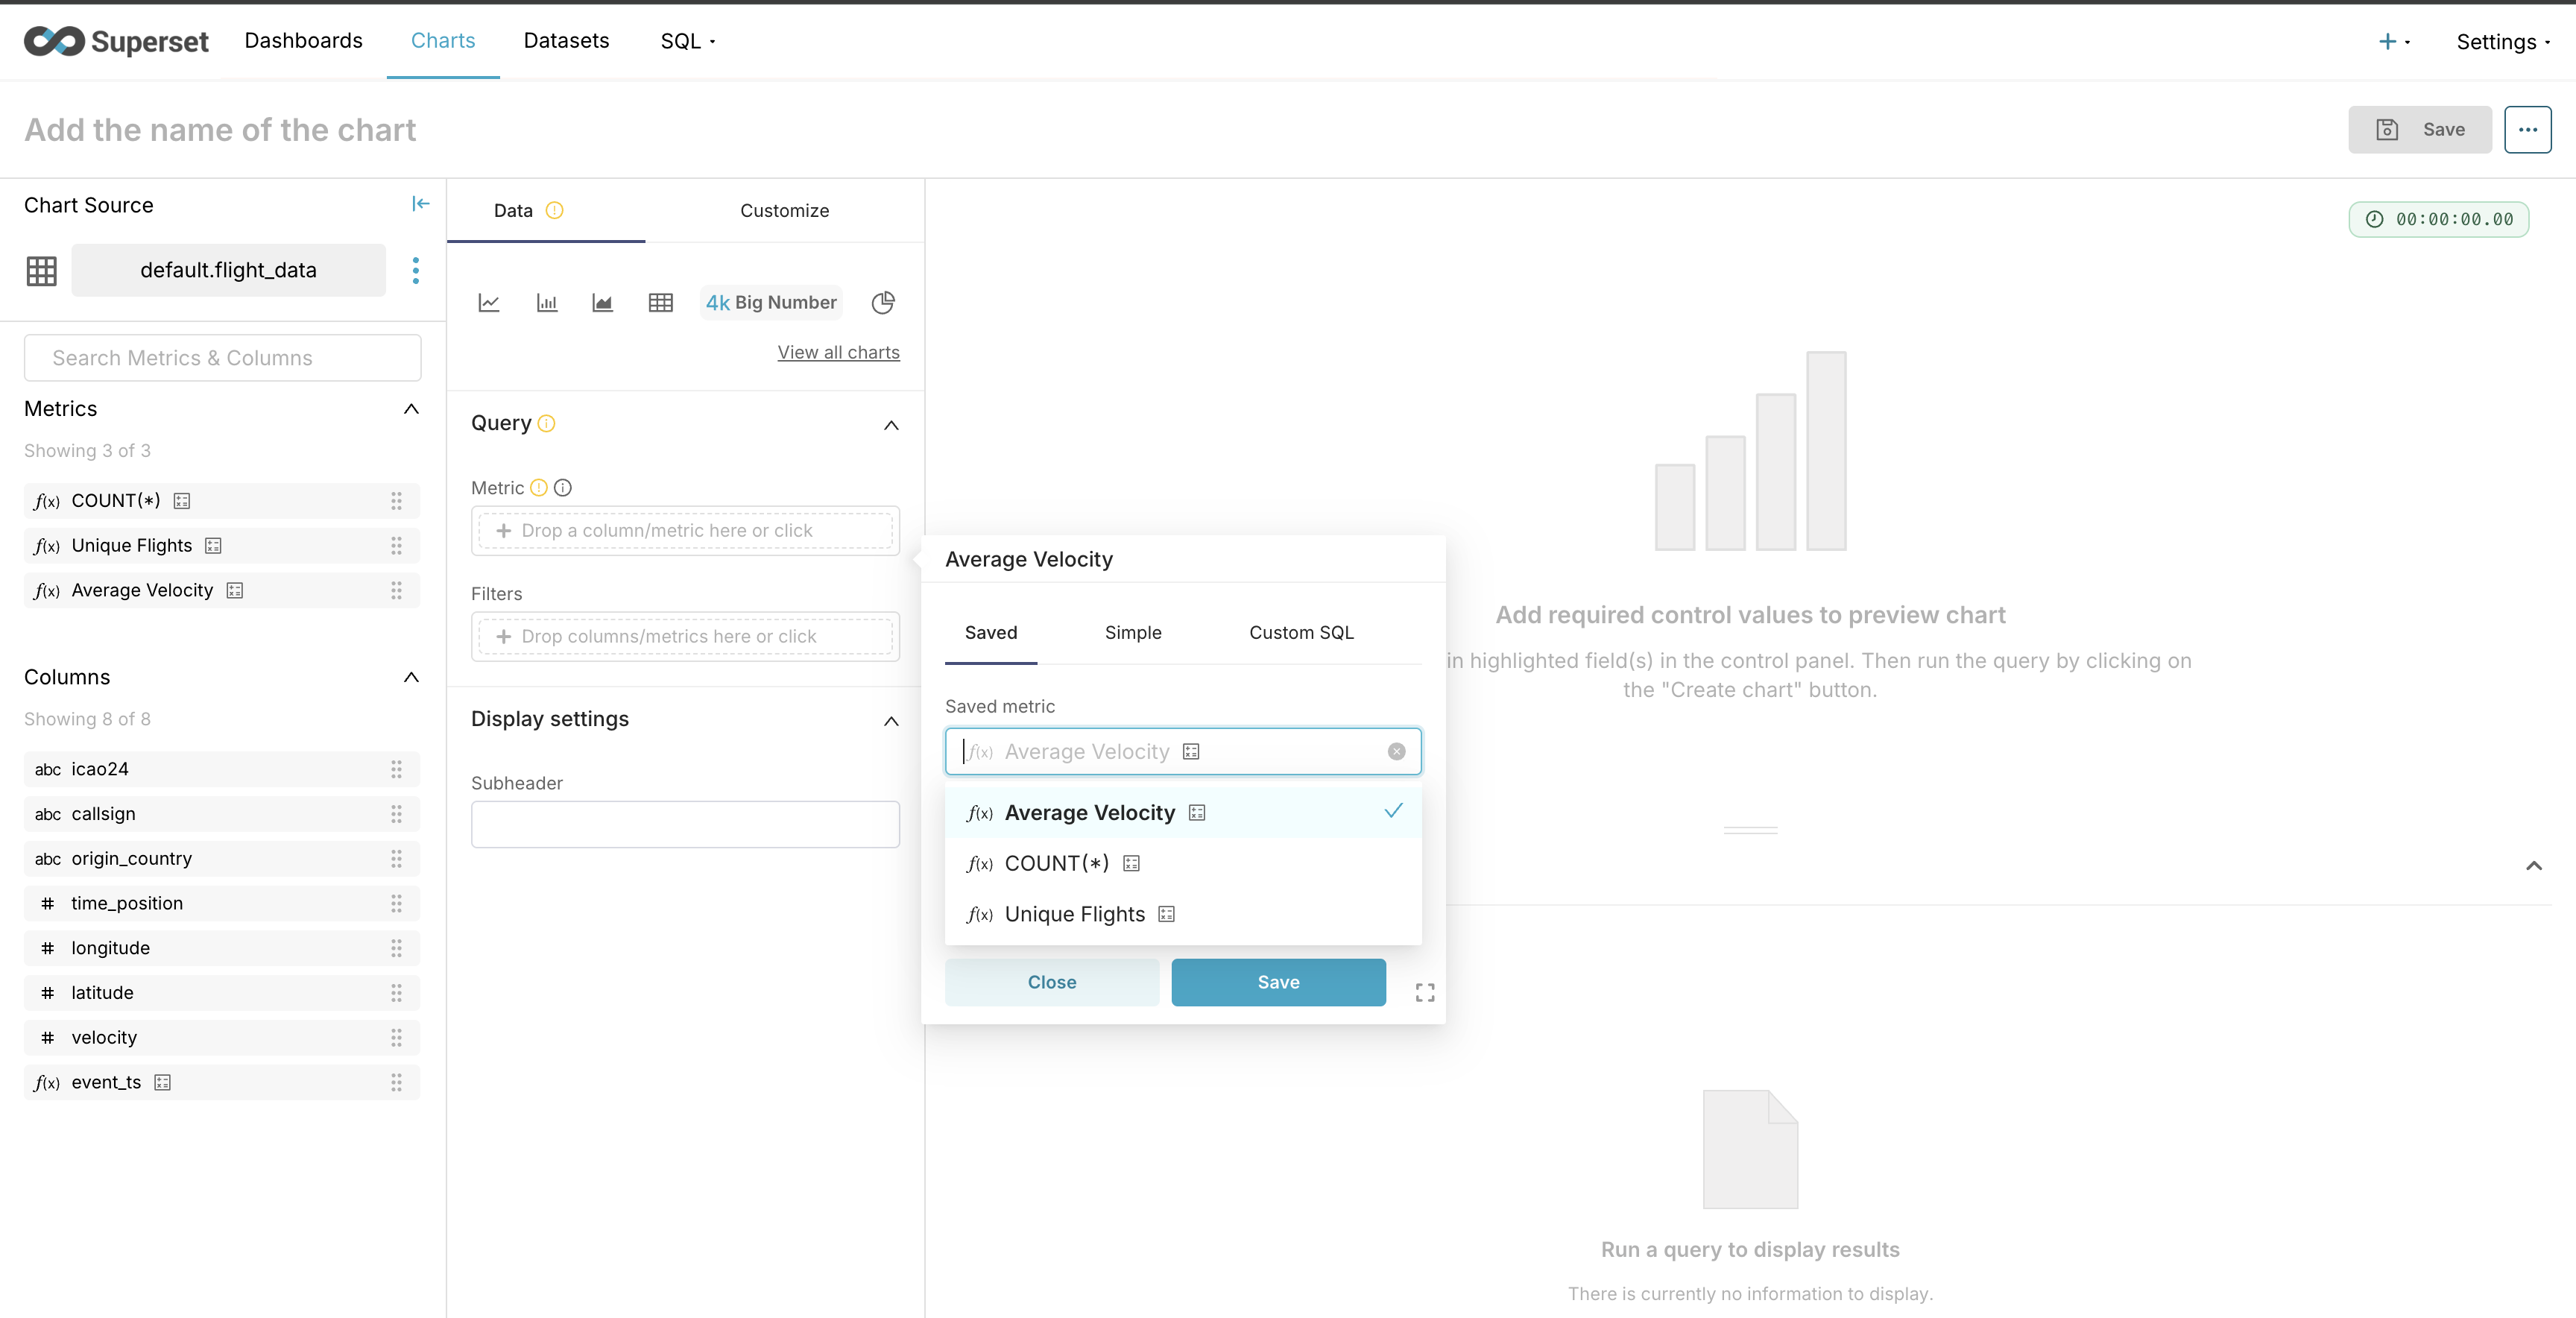 Superset
Dashboards
Charts
Datasets
SQL
+
Settings
Add the name of the chart
Save
...
Chart Source
default.flight_data
Search Metrics & Columns
Metrics
Showing 3 of 3
f(x) COUNT(*)
f(x) Unique Flights
f(x) Average Velocity
Columns
Showing 8 of 8
abc icao24
abc callsign
abc origin_country
# time_position
# longitude
# latitude
# velocity
f(x) event_ts
Data
Customize
4k Big Number
View all charts
Query
Metric
+ Drop a column/metric here or click
Filters
+ Drop columns/metrics here or click
Display settings
Subheader
Average Velocity
Saved
Simple
Custom SQL
Saved metric
f(x) Average Velocity
f(x) Average Velocity
f(x) COUNT(*)
f(x) Unique Flights
Close
Save
00:00:00.00
Add required control values to preview chart
in highlighted field(s) in the control panel. Then run the query by clicking on
the "Create chart" button.
Run a query to display results
There is currently no information to display.